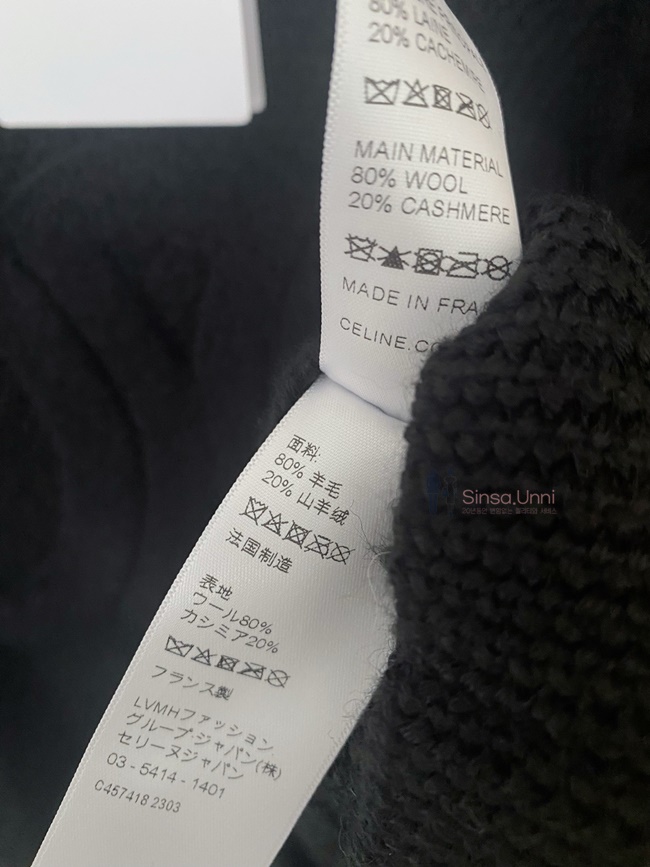 80% LAINE
20% CACHEMIRE
MAIN MATERIAL
80% WOOL
20% CASHMERE
MADE IN
面料:
80% 羊毛
20% 山羊绒
法国制造
表地
ウール80%
カシミア20%
フランス製
LVMHファッション
グループ・ジャパン(株)
セリーヌジャパン
03-5414-1401
C457418 2303
Sinsa.Unni